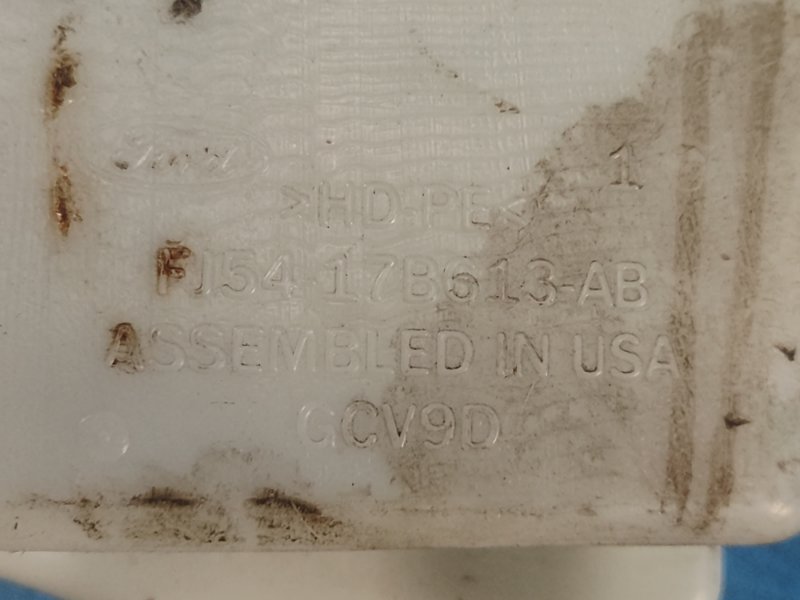 Ford
1
>HD-PE<
FJ54-17B613-AB
ASSEMBLED IN USA
GCV9D